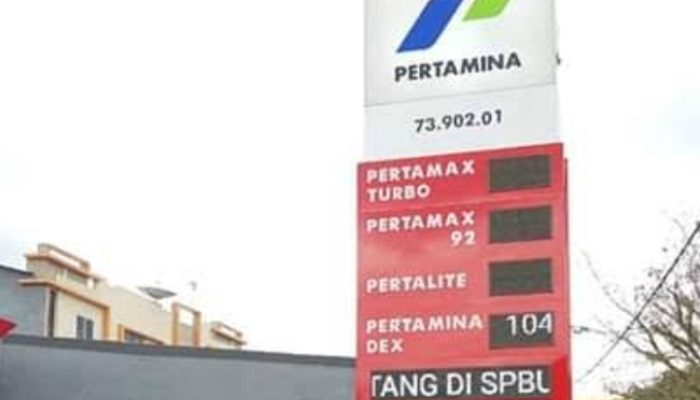 PERTAMINA
73.902.01
PERTAMAX
TURBO
PERTAMAX
92
PERTALITE
PERTAMINA 104
DEX
TANG DI SPBU